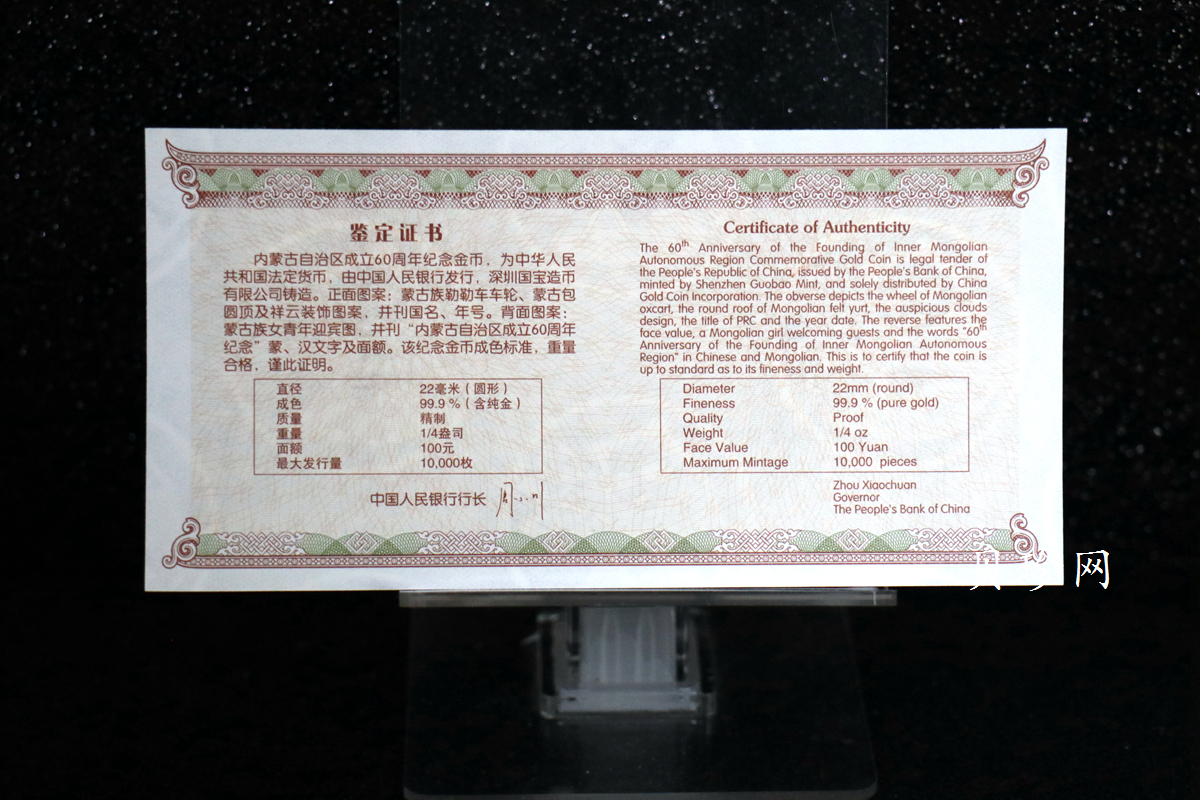 鉴定证书
内蒙古自治区成立60周年纪念金币，为中华人民
共和国法定货币，由中国人民银行发行，深圳国宝造币
有限公司铸造。正面图案：蒙古族勒勒车车轮、蒙古包
圆顶及祥云装饰图案，并刊国名、年号。背面图案：
蒙古族女青年迎宾图，并刊“内蒙古自治区成立60周年
纪念”蒙、汉文字及面额。该纪念金币成色标准，重量
合格，谨此证明。
直径 22毫米（圆形）
成色 99.9％（含纯金）
质量 精制
重量 1/4盎司
面额 100元
最大发行量 10,000枚
中国人民银行行长
Certificate of Authenticity
The 60th Anniversary of the Founding of Inner Mongolian
Autonomous Region Commemorative Gold Coin is legal tender of
the People's Republic of China, issued by the People's Bank of China,
minted by Shenzhen Guobao Mint, and solely distributed by China
Gold Coin Incorporation. The obverse depicts the wheel of Mongolian
oxcart, the round roof of Mongolian felt yurt, the auspicious clouds
design, the title of PRC and the year date. The reverse features the
face value, a Mongolian girl welcoming guests and the words "60th
Anniversary of the Founding of Inner Mongolian Autonomous
Region" in Chinese and Mongolian. This is to certify that the coin is
up to standard as to its fineness and weight.
Diameter 22mm (round)
Fineness 99.9 % (pure gold)
Quality Proof
Weight 1/4 oz
Face Value 100 Yuan
Maximum Mintage 10,000 pieces
Zhou Xiaochuan
Governor
The People's Bank of China
网